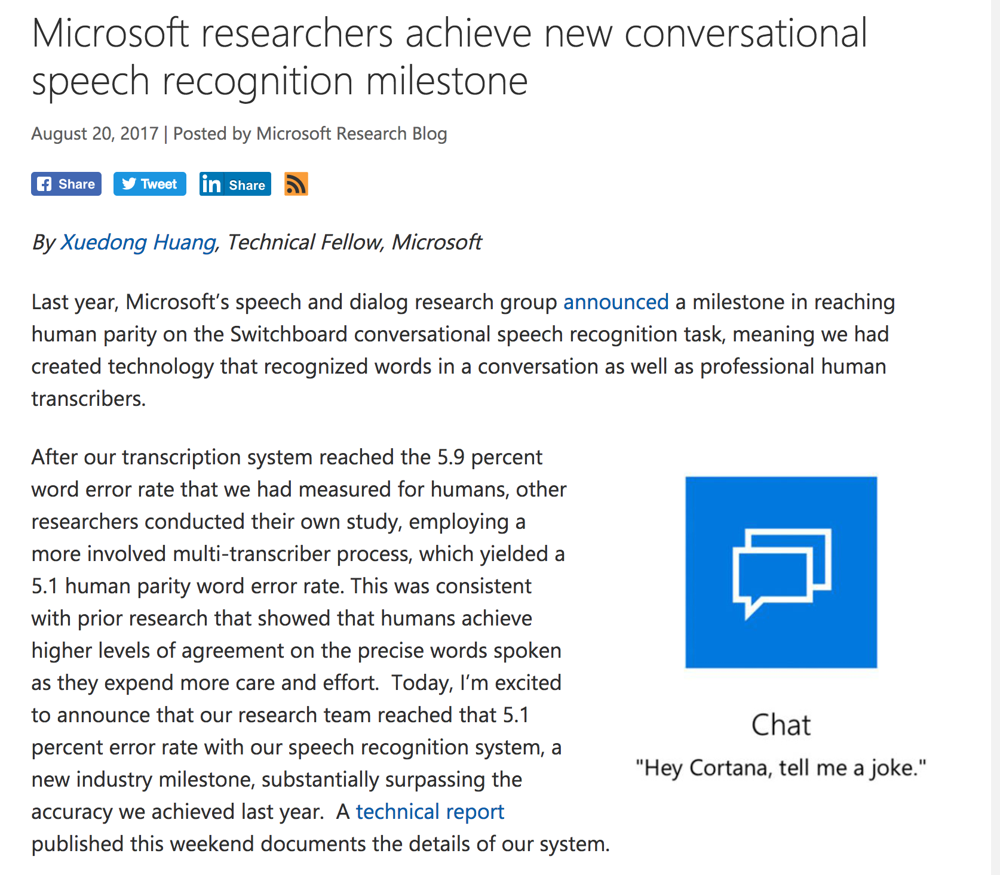 Microsoft researchers achieve new conversational
speech recognition milestone
August 20, 2017 | Posted by Microsoft Research Blog
Share
Tweet
in Share
By Xuedong Huang, Technical Fellow, Microsoft
Last year, Microsoft’s speech and dialog research group announced a milestone in reaching
human parity on the Switchboard conversational speech recognition task, meaning we had
created technology that recognized words in a conversation as well as professional human
transcribers.
After our transcription system reached the 5.9 percent
word error rate that we had measured for humans, other
researchers conducted their own study, employing a
more involved multi-transcriber process, which yielded a
5.1 human parity word error rate. This was consistent
with prior research that showed that humans achieve
higher levels of agreement on the precise words spoken
as they expend more care and effort.  Today, I’m excited
to announce that our research team reached that 5.1
percent error rate with our speech recognition system, a
new industry milestone, substantially surpassing the
accuracy we achieved last year.  A technical report
published this weekend documents the details of our system.
Chat
"Hey Cortana, tell me a joke."